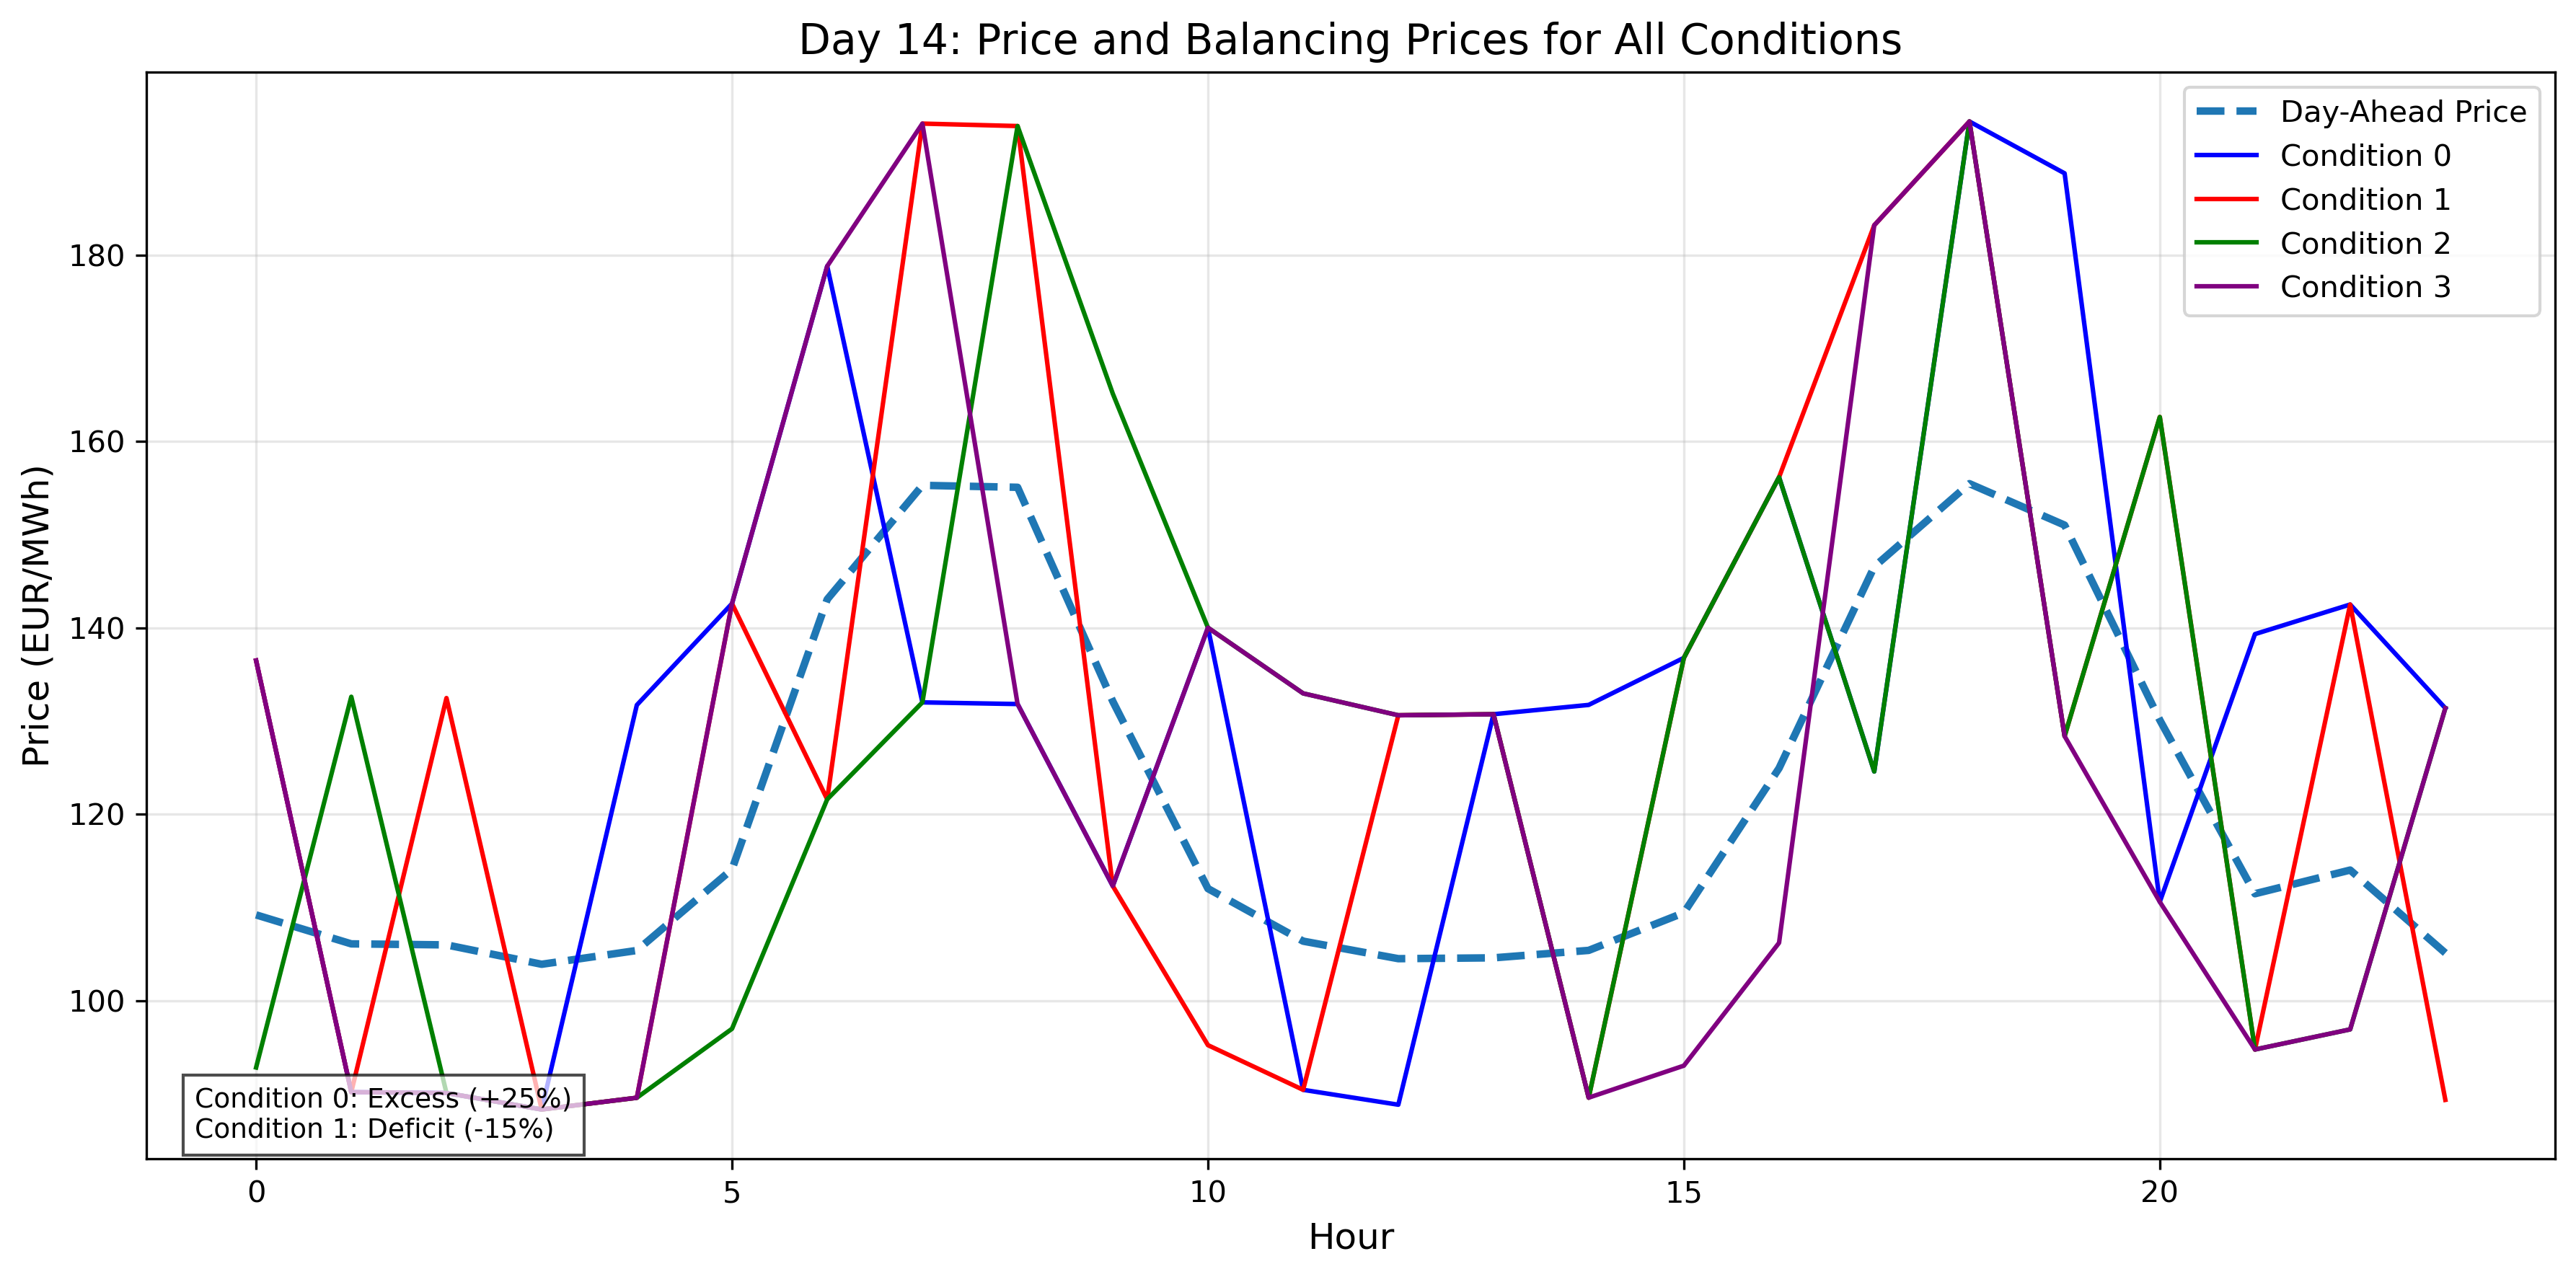 Day 14: Price and Balancing Prices for All Conditions
Day-Ahead Price
Condition 0
Condition 1
Condition 2
Condition 3
Price (EUR/MWh)
180
160
140
120
100
Condition 0: Excess (+25%)
Condition 1: Deficit (-15%)
0 5 10 15 20
Hour